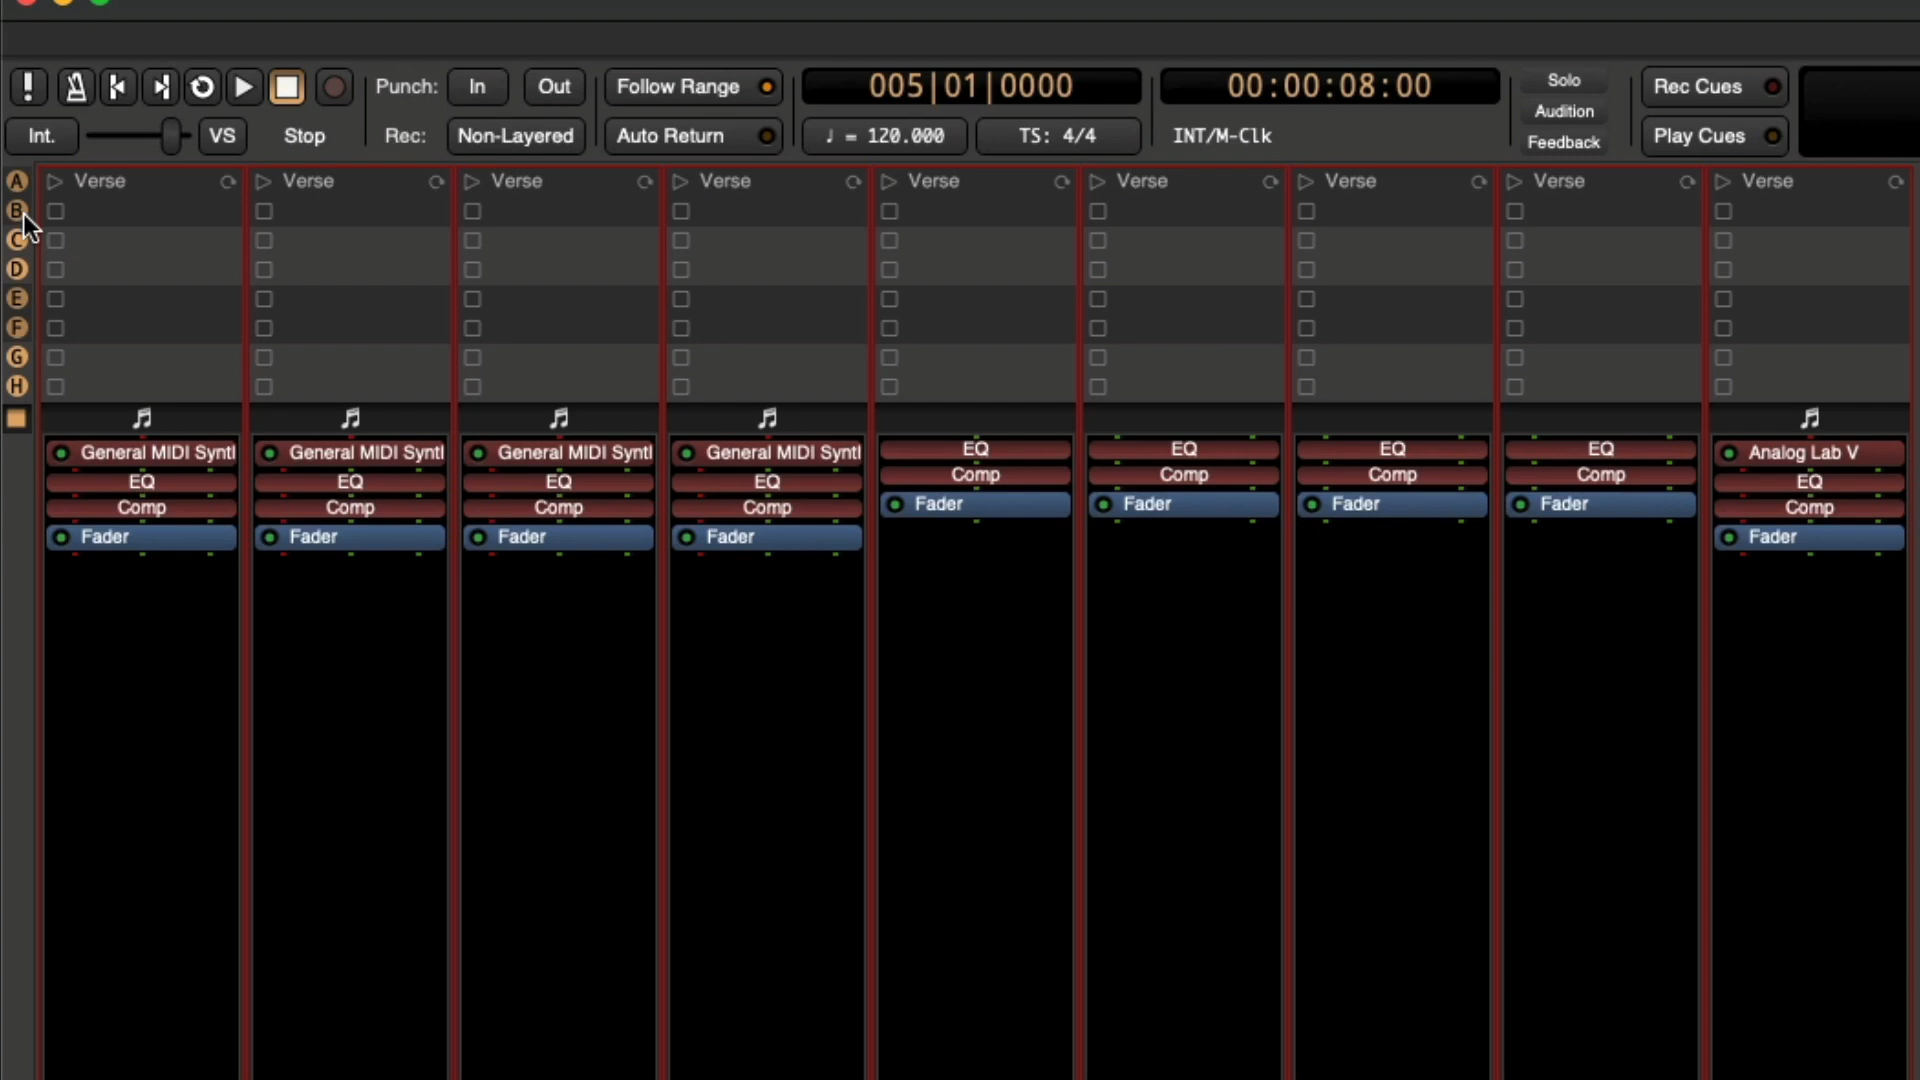 Punch: In Out Follow Range 005|01|0000 00:00:08:00 Solo Rec Cues
Audition
Int. VS Stop Rec: Non-Layered Auto Return ♩ = 120.000 TS: 4/4 INT/M-Clk Feedback Play Cues
A Verse Verse Verse Verse Verse Verse Verse Verse Verse
B
C
D
E
F
G
H
General MIDI Syntl General MIDI Syntl General MIDI Syntl General MIDI Syntl EQ EQ EQ EQ Analog Lab V
EQ EQ EQ EQ Comp Comp Comp Comp EQ
Comp Comp Comp Comp Fader Fader Fader Fader Comp
Fader Fader Fader Fader Fader